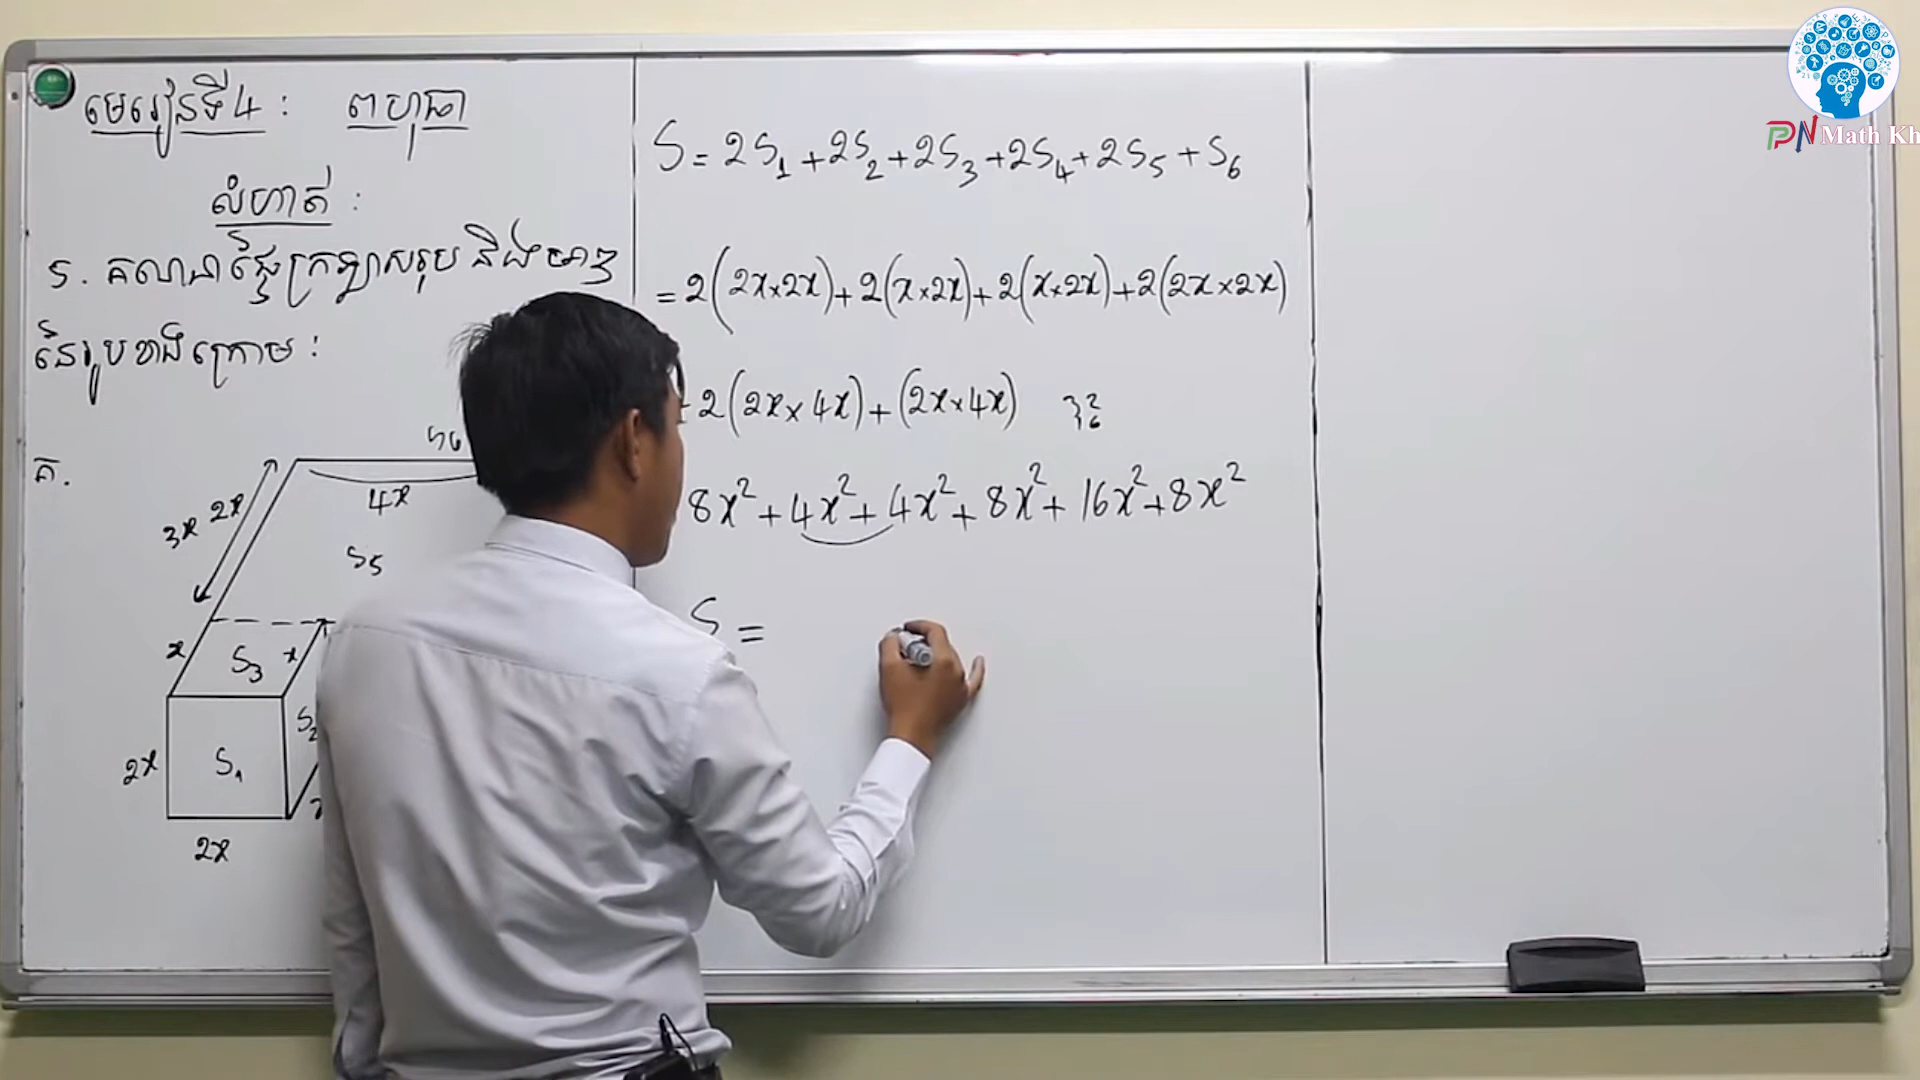 មេរៀនទី4 : ពហុធា
លំហាត់ :
5. គណនាផ្ទៃក្រឡាសរុប និងមាឌ
នៃរូបខាងក្រោម :
គ.
S6
4x
3x 2x
S5
x S3 x
S2
2x S1
2x
S = 2S1 + 2S2 + 2S3 + 2S4 + 2S5 + S6
= 2(2x×2x) + 2(x×2x) + 2(x×2x) + 2(2x×2x)
2(2x×4x) + (2x×4x)
8x² + 4x² + 4x² + 8x² + 16x² + 8x²
S =
PN Math Kh